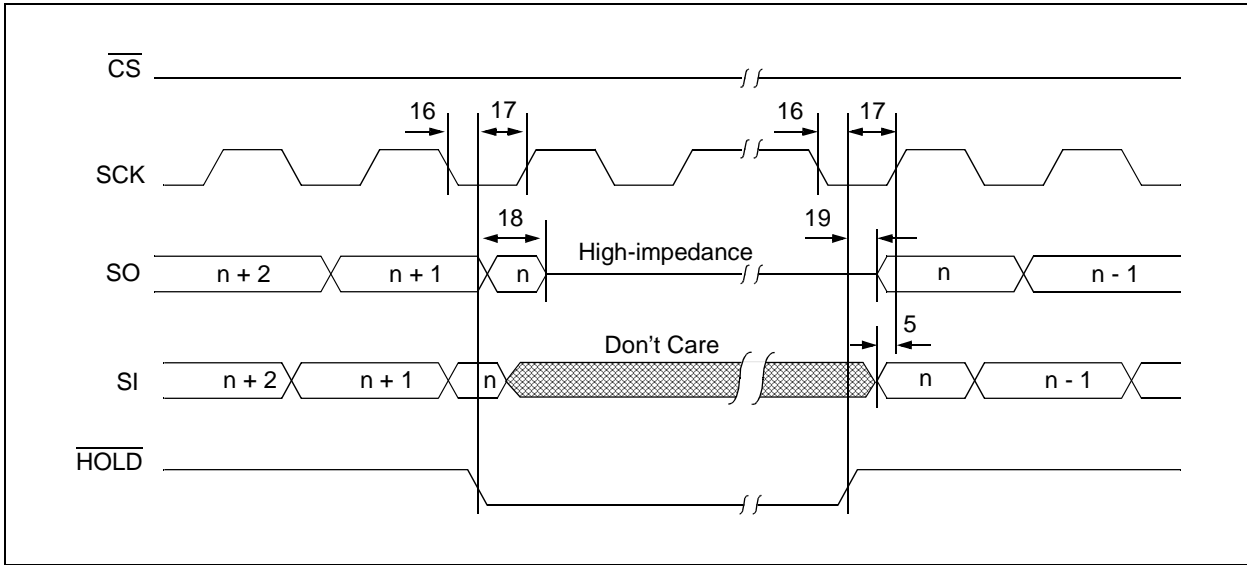 CS
16 17 16 17
SCK
18 19
High-impedance
SO n + 2 n + 1 n n n - 1
5
Don't Care
SI n + 2 n + 1 n n n - 1
HOLD